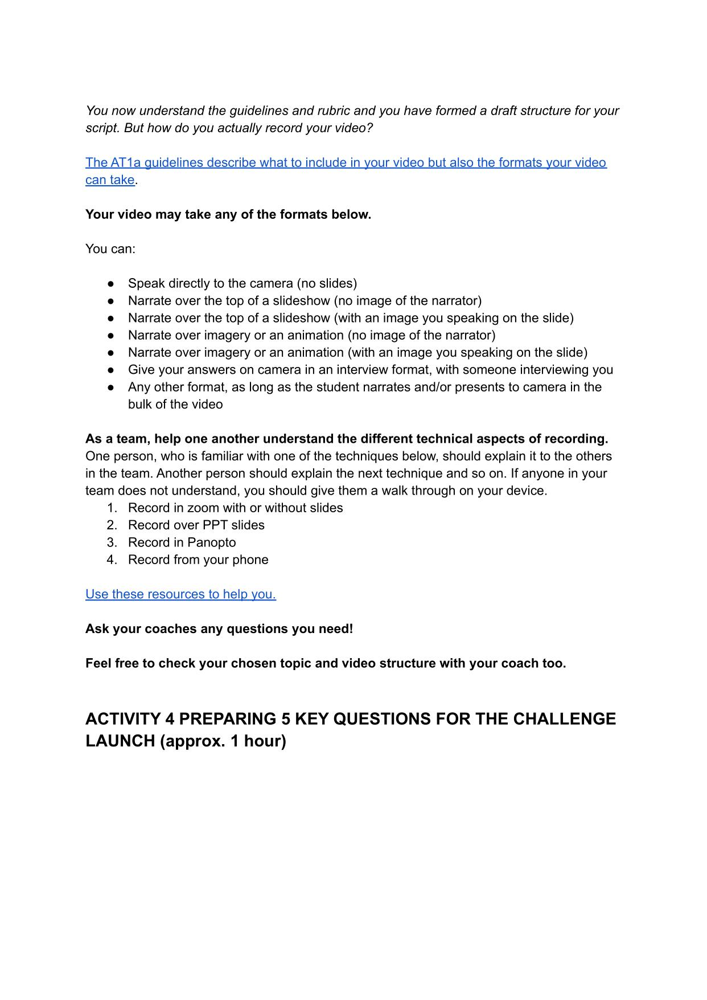 You now understand the guidelines and rubric and you have formed a draft structure for your
script. But how do you actually record your video?
The AT1a guidelines describe what to include in your video but also the formats your video
can take.
Your video may take any of the formats below.
You can:
● Speak directly to the camera (no slides)
● Narrate over the top of a slideshow (no image of the narrator)
● Narrate over the top of a slideshow (with an image you speaking on the slide)
● Narrate over imagery or an animation (no image of the narrator)
● Narrate over imagery or an animation (with an image you speaking on the slide)
● Give your answers on camera in an interview format, with someone interviewing you
● Any other format, as long as the student narrates and/or presents to camera in the
bulk of the video
As a team, help one another understand the different technical aspects of recording.
One person, who is familiar with one of the techniques below, should explain it to the others
in the team. Another person should explain the next technique and so on. If anyone in your
team does not understand, you should give them a walk through on your device.
1. Record in zoom with or without slides
2. Record over PPT slides
3. Record in Panopto
4. Record from your phone
Use these resources to help you.
Ask your coaches any questions you need!
Feel free to check your chosen topic and video structure with your coach too.
ACTIVITY 4 PREPARING 5 KEY QUESTIONS FOR THE CHALLENGE
LAUNCH (approx. 1 hour)